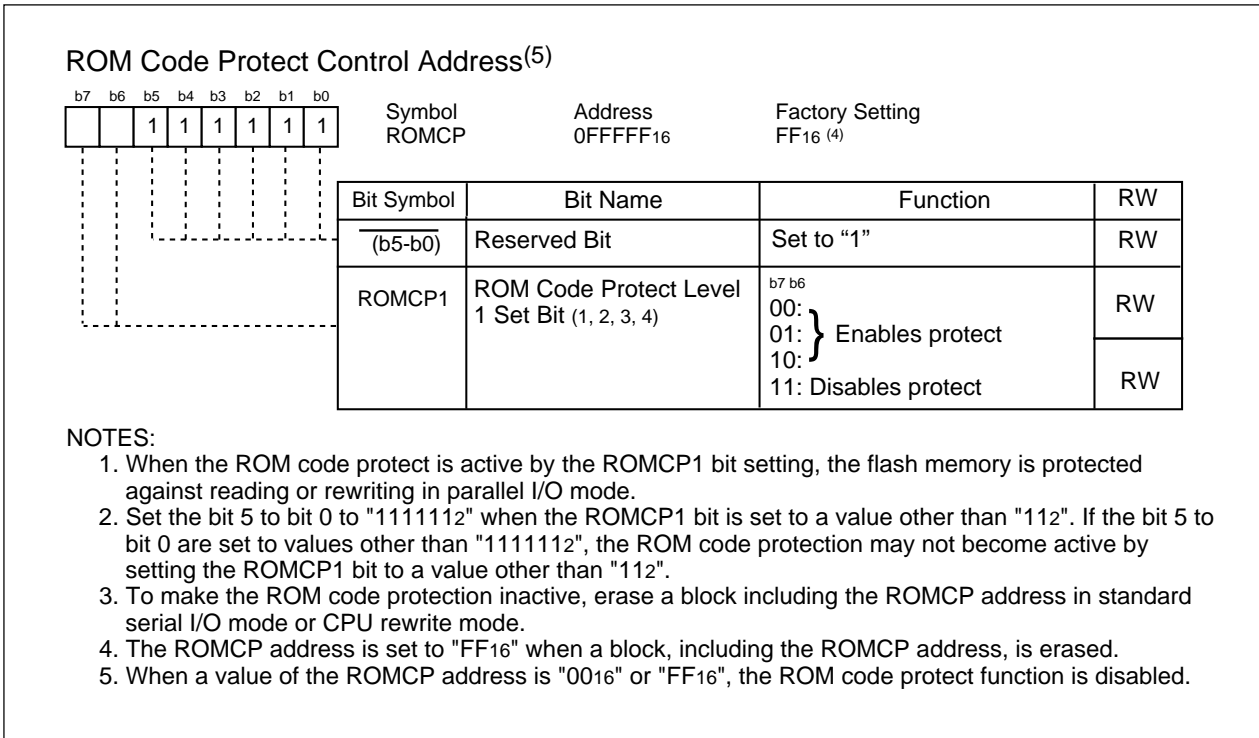 ROM Code Protect Control Address(5)
b7 b6 b5 b4 b3 b2 b1 b0
1 1 1 1 1 1
Symbol Address Factory Setting
ROMCP 0FFFFF16 FF16 (4)
Bit Symbol Bit Name Function RW
(b5-b0) Reserved Bit Set to “1” RW
ROMCP1 ROM Code Protect Level 1 Set Bit (1, 2, 3, 4)
b7 b6
00:
01: } Enables protect
10:
11: Disables protect
RW
RW
NOTES:
1. When the ROM code protect is active by the ROMCP1 bit setting, the flash memory is protected
against reading or rewriting in parallel I/O mode.
2. Set the bit 5 to bit 0 to "1111112" when the ROMCP1 bit is set to a value other than "112". If the bit 5 to
bit 0 are set to values other than "1111112", the ROM code protection may not become active by
setting the ROMCP1 bit to a value other than "112".
3. To make the ROM code protection inactive, erase a block including the ROMCP address in standard
serial I/O mode or CPU rewrite mode.
4. The ROMCP address is set to "FF16" when a block, including the ROMCP address, is erased.
5. When a value of the ROMCP address is "0016" or "FF16", the ROM code protect function is disabled.